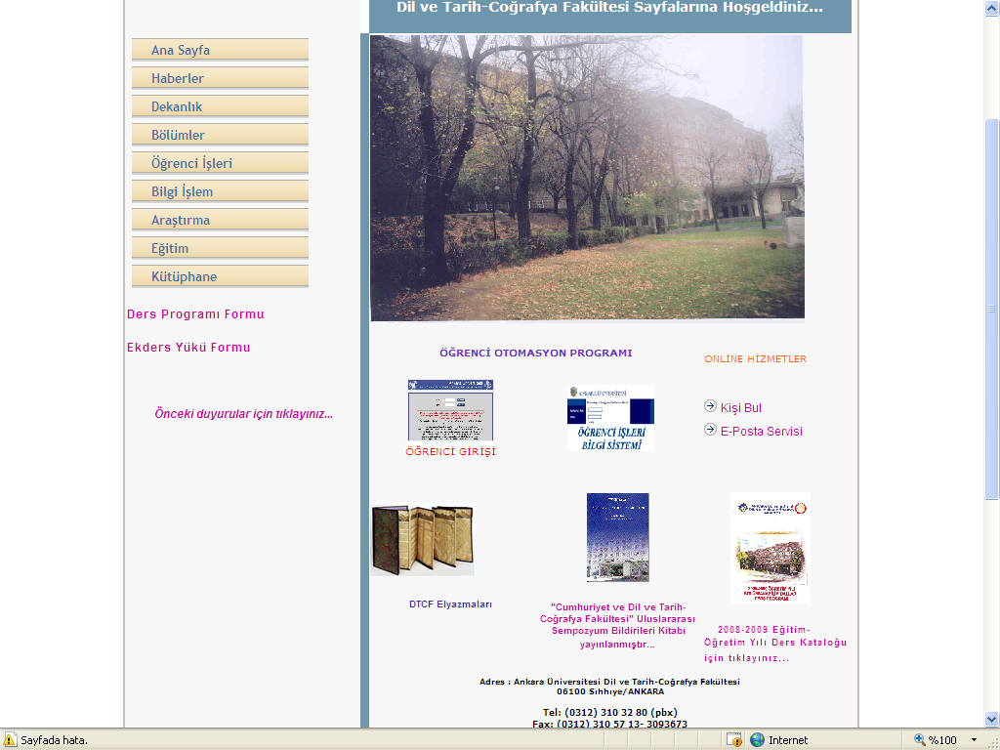 Dil ve Tarih-Coğrafya Fakültesi Sayfalarına Hoşgeldiniz...
Ana Sayfa
Haberler
Dekanlık
Bölümler
Öğrenci İşleri
Bilgi İşlem
Araştırma
Eğitim
Kütüphane
Ders Programı Formu
Ekders Yükü Formu
Önceki duyurular için tıklayınız...
ÖĞRENCİ OTOMASYON PROGRAMI
ONLİNE HİZMETLER
ANKARA ÜNİVERSİTESİ
ÖĞRENCİ İŞLERİ
BİLGİ SİSTEMİ
ÖĞRENCİ GİRİŞİ
Kişi Bul
E-Posta Servisi
DTCF Elyazmaları
"Cumhuriyet ve Dil ve Tarih-
Coğrafya Fakültesi" Uluslararası
Sempozyum Bildirileri Kitabı
yayınlanmıştır...
2008-2009 Eğitim-
Öğretim Yılı Ders Kataloğu
için tıklayınız...
Adres : Ankara Üniversitesi Dil ve Tarih-Coğrafya Fakültesi
06100 Sıhhıye/ANKARA
Tel: (0312) 310 32 80 (pbx)
Fax: (0312) 310 57 13- 3093673
Sayfada hata.
Internet
%100